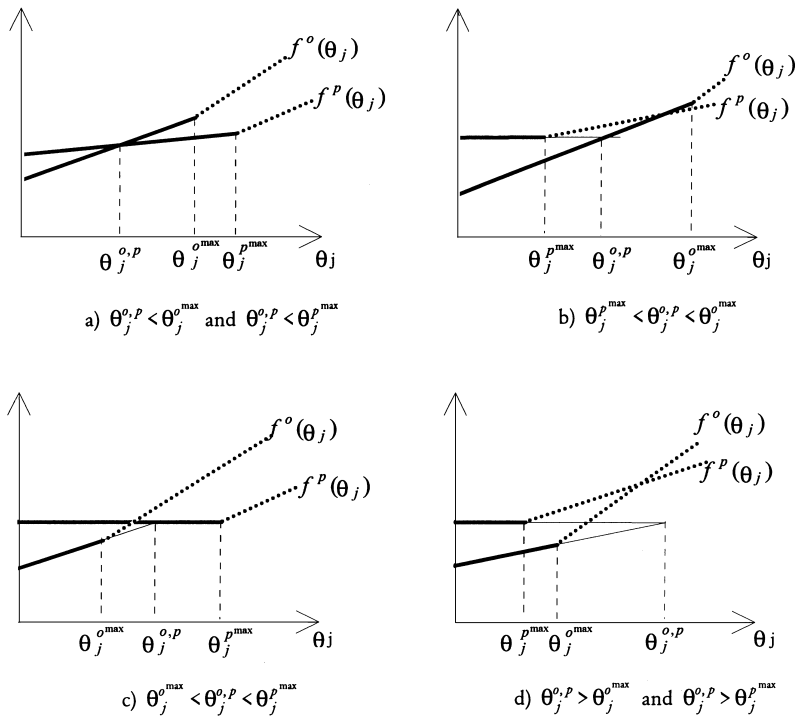 f^o(θ_j)
f^p(θ_j)
θ_j^{o,p} θ_j^{o^max} θ_j^{p^max} θj
a) θ_j^{o,p} < θ_j^{o^max} and θ_j^{o,p} < θ_j^{p^max}
f^o(θ_j)
f^p(θ_j)
θ_j^{p^max} θ_j^{o,p} θ_j^{o^max} θj
b) θ_j^{p^max} < θ_j^{o,p} < θ_j^{o^max}
f^o(θ_j)
f^p(θ_j)
θ_j^{o^max} θ_j^{o,p} θ_j^{p^max} θj
c) θ_j^{o^max} < θ_j^{o,p} < θ_j^{p^max}
f^o(θ_j)
f^p(θ_j)
θ_j^{p^max} θ_j^{o^max} θ_j^{o,p} θj
d) θ_j^{o,p} > θ_j^{o^max} and θ_j^{o,p} > θ_j^{p^max}